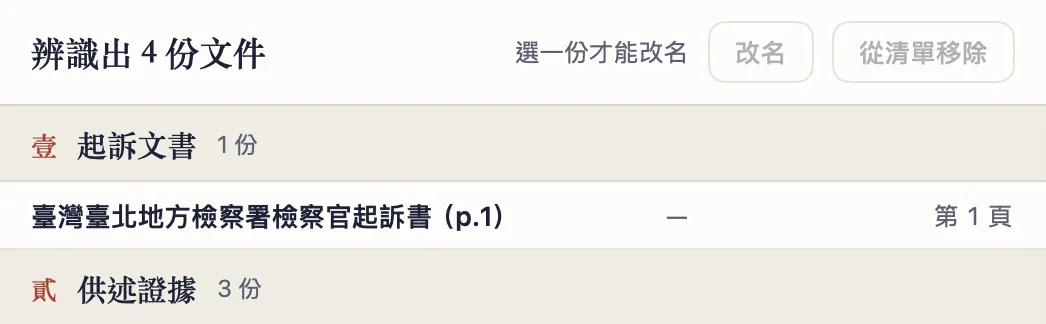 辨識出 4 份文件 選一份才能改名 改名 從清單移除
壹 起訴文書 1 份
臺灣臺北地方檢察署檢察官起訴書（p.1） — 第 1 頁
貳 供述證據 3 份